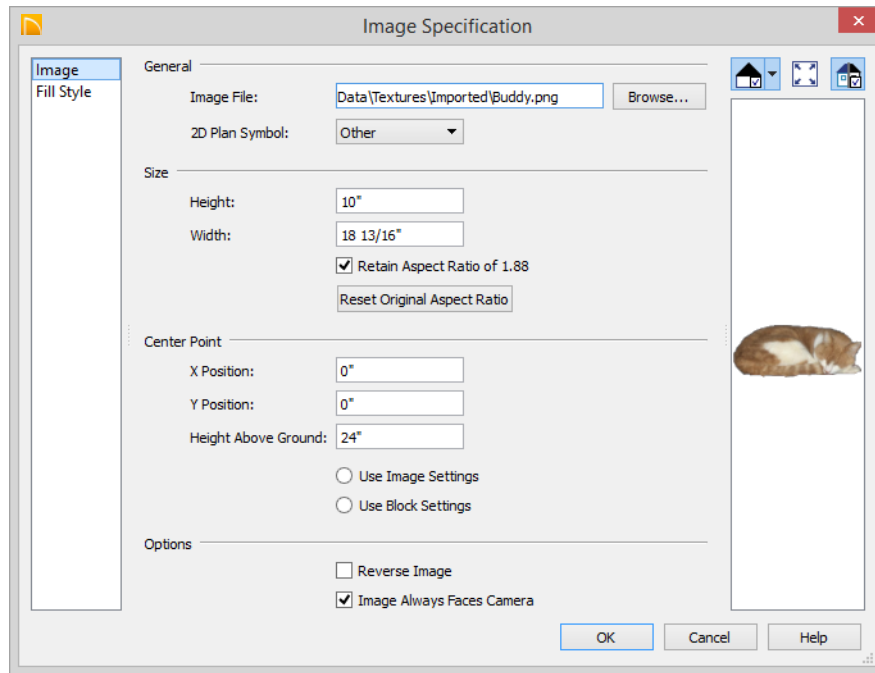 Image Specification
Image
Fill Style
General
Image File: Data\Textures\Imported\Buddy.png Browse...
2D Plan Symbol: Other
Size
Height: 10"
Width: 18 13/16"
Retain Aspect Ratio of 1.88
Reset Original Aspect Ratio
Center Point
X Position: 0"
Y Position: 0"
Height Above Ground: 24"
Use Image Settings
Use Block Settings
Options
Reverse Image
Image Always Faces Camera
OK Cancel Help